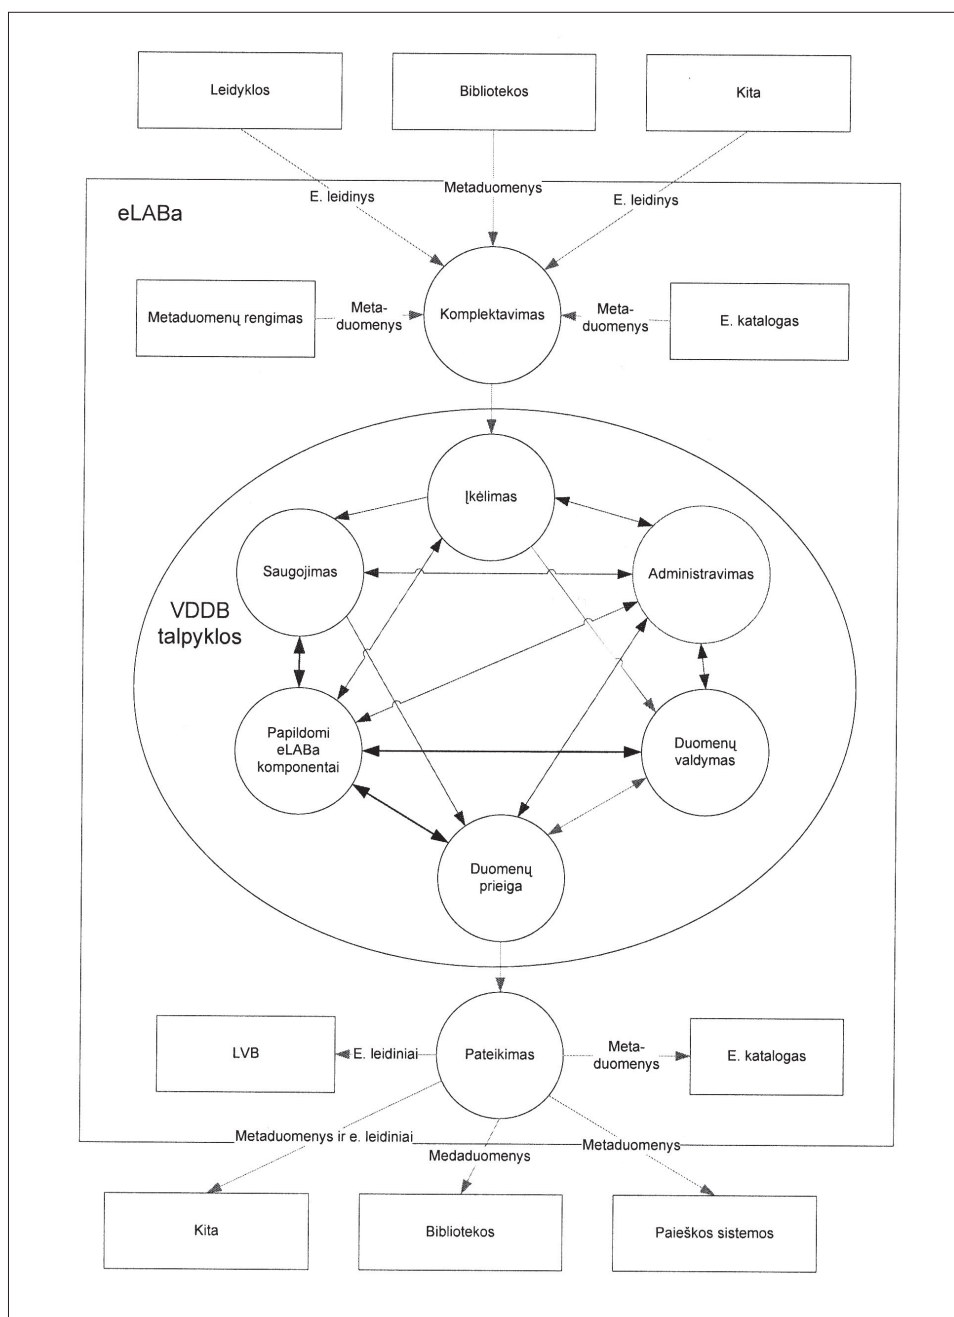 Leidyklos
Bibliotekos
Kita
E. leidinys
Metaduomenys
E. leidinys
eLABa
Metaduomenų rengimas
Meta-
duomenys
Komplektavimas
Meta-
duomenys
E. katalogas
Įkėlimas
Saugojimas
Administravimas
VDDB
talpyklos
Papildomi
eLABa
komponentai
Duomenų
valdymas
Duomenų
prieiga
LVB
E. leidiniai
Pateikimas
Meta-
duomenys
E. katalogas
Metaduomenys ir e. leidiniai
Medaduomenys
Metaduomenys
Kita
Bibliotekos
Paieškos sistemos